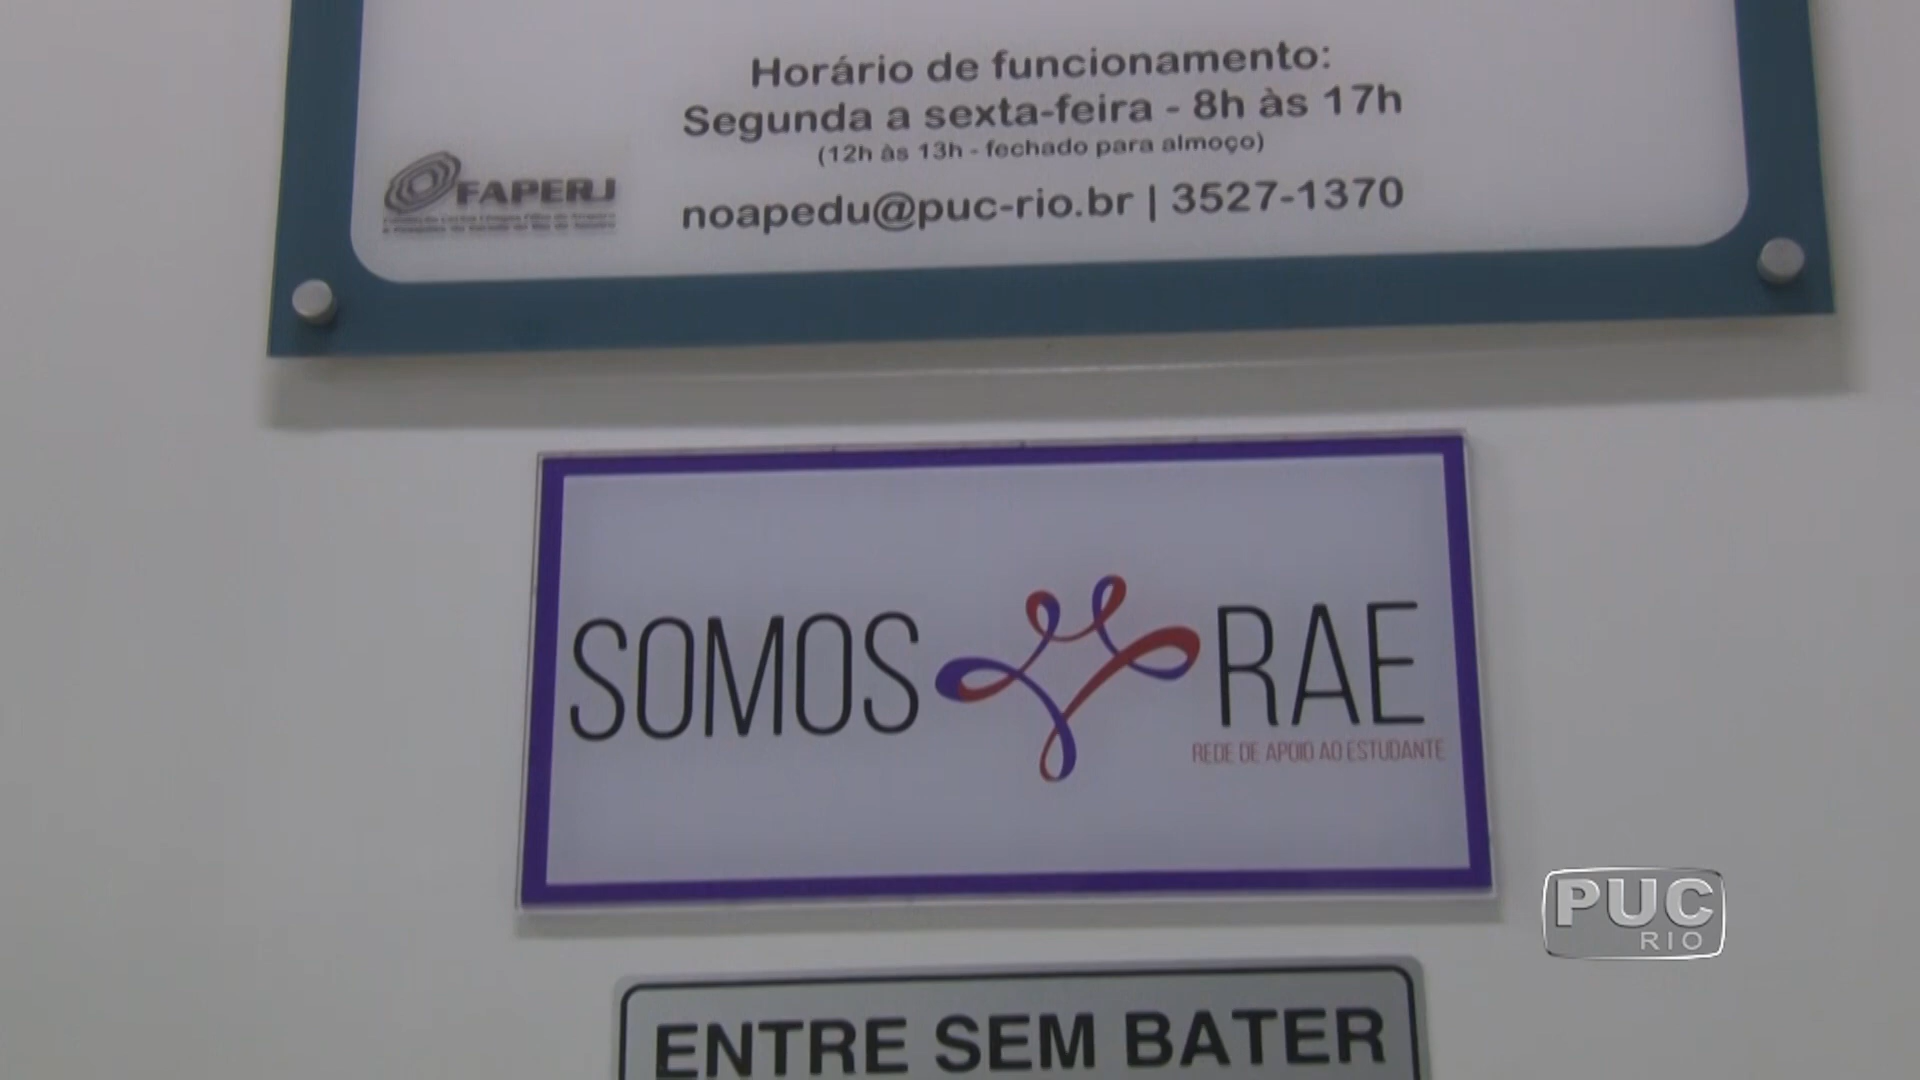 Horário de funcionamento:
Segunda a sexta-feira - 8h às 17h
(12h às 13h - fechado para almoço)
noapedu@puc-rio.br | 3527-1370
FAPERJ
SOMOS RAE
REDE DE APOIO AO ESTUDANTE
PUC
RIO
ENTRE SEM BATER